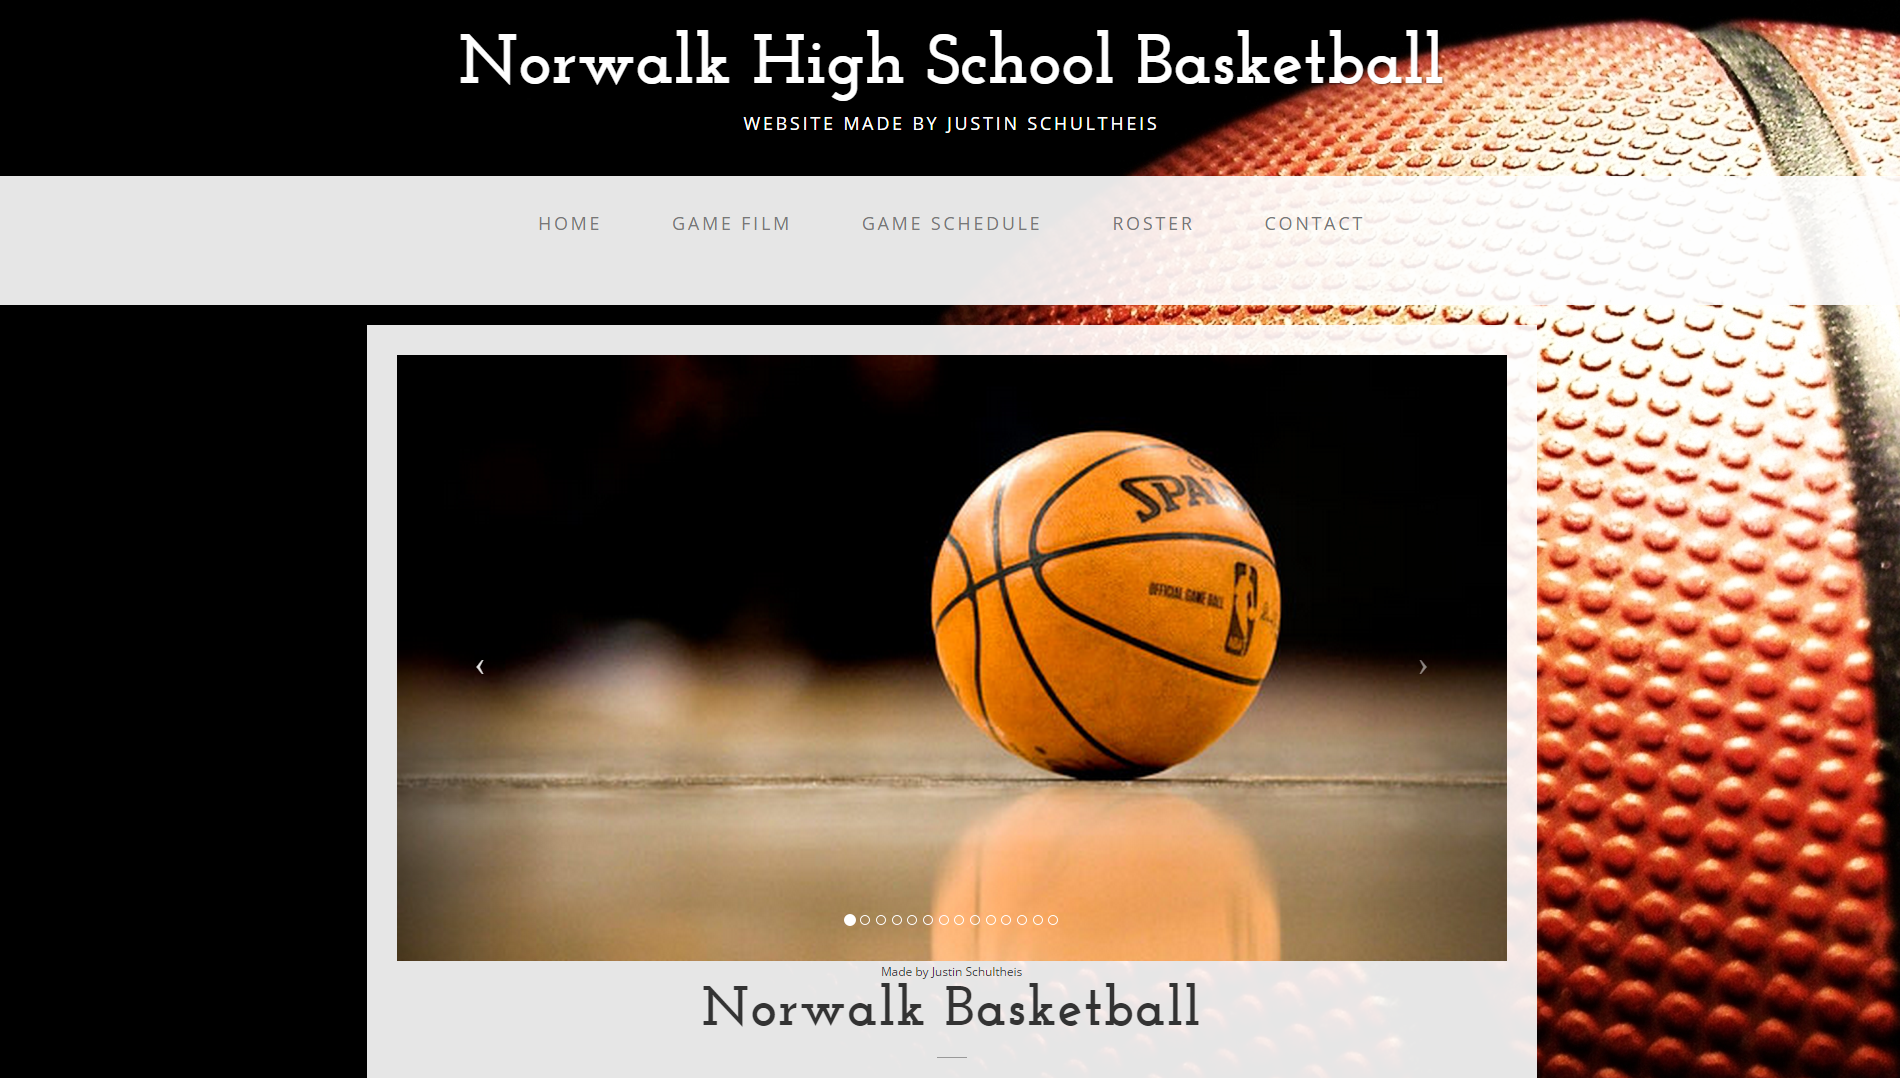 Norwalk High School Basketball
WEBSITE MADE BY JUSTIN SCHULTHEIS
HOME GAME FILM GAME SCHEDULE ROSTER CONTACT
OFFICIAL GAME BALL
Made by Justin Schultheis
Norwalk Basketball